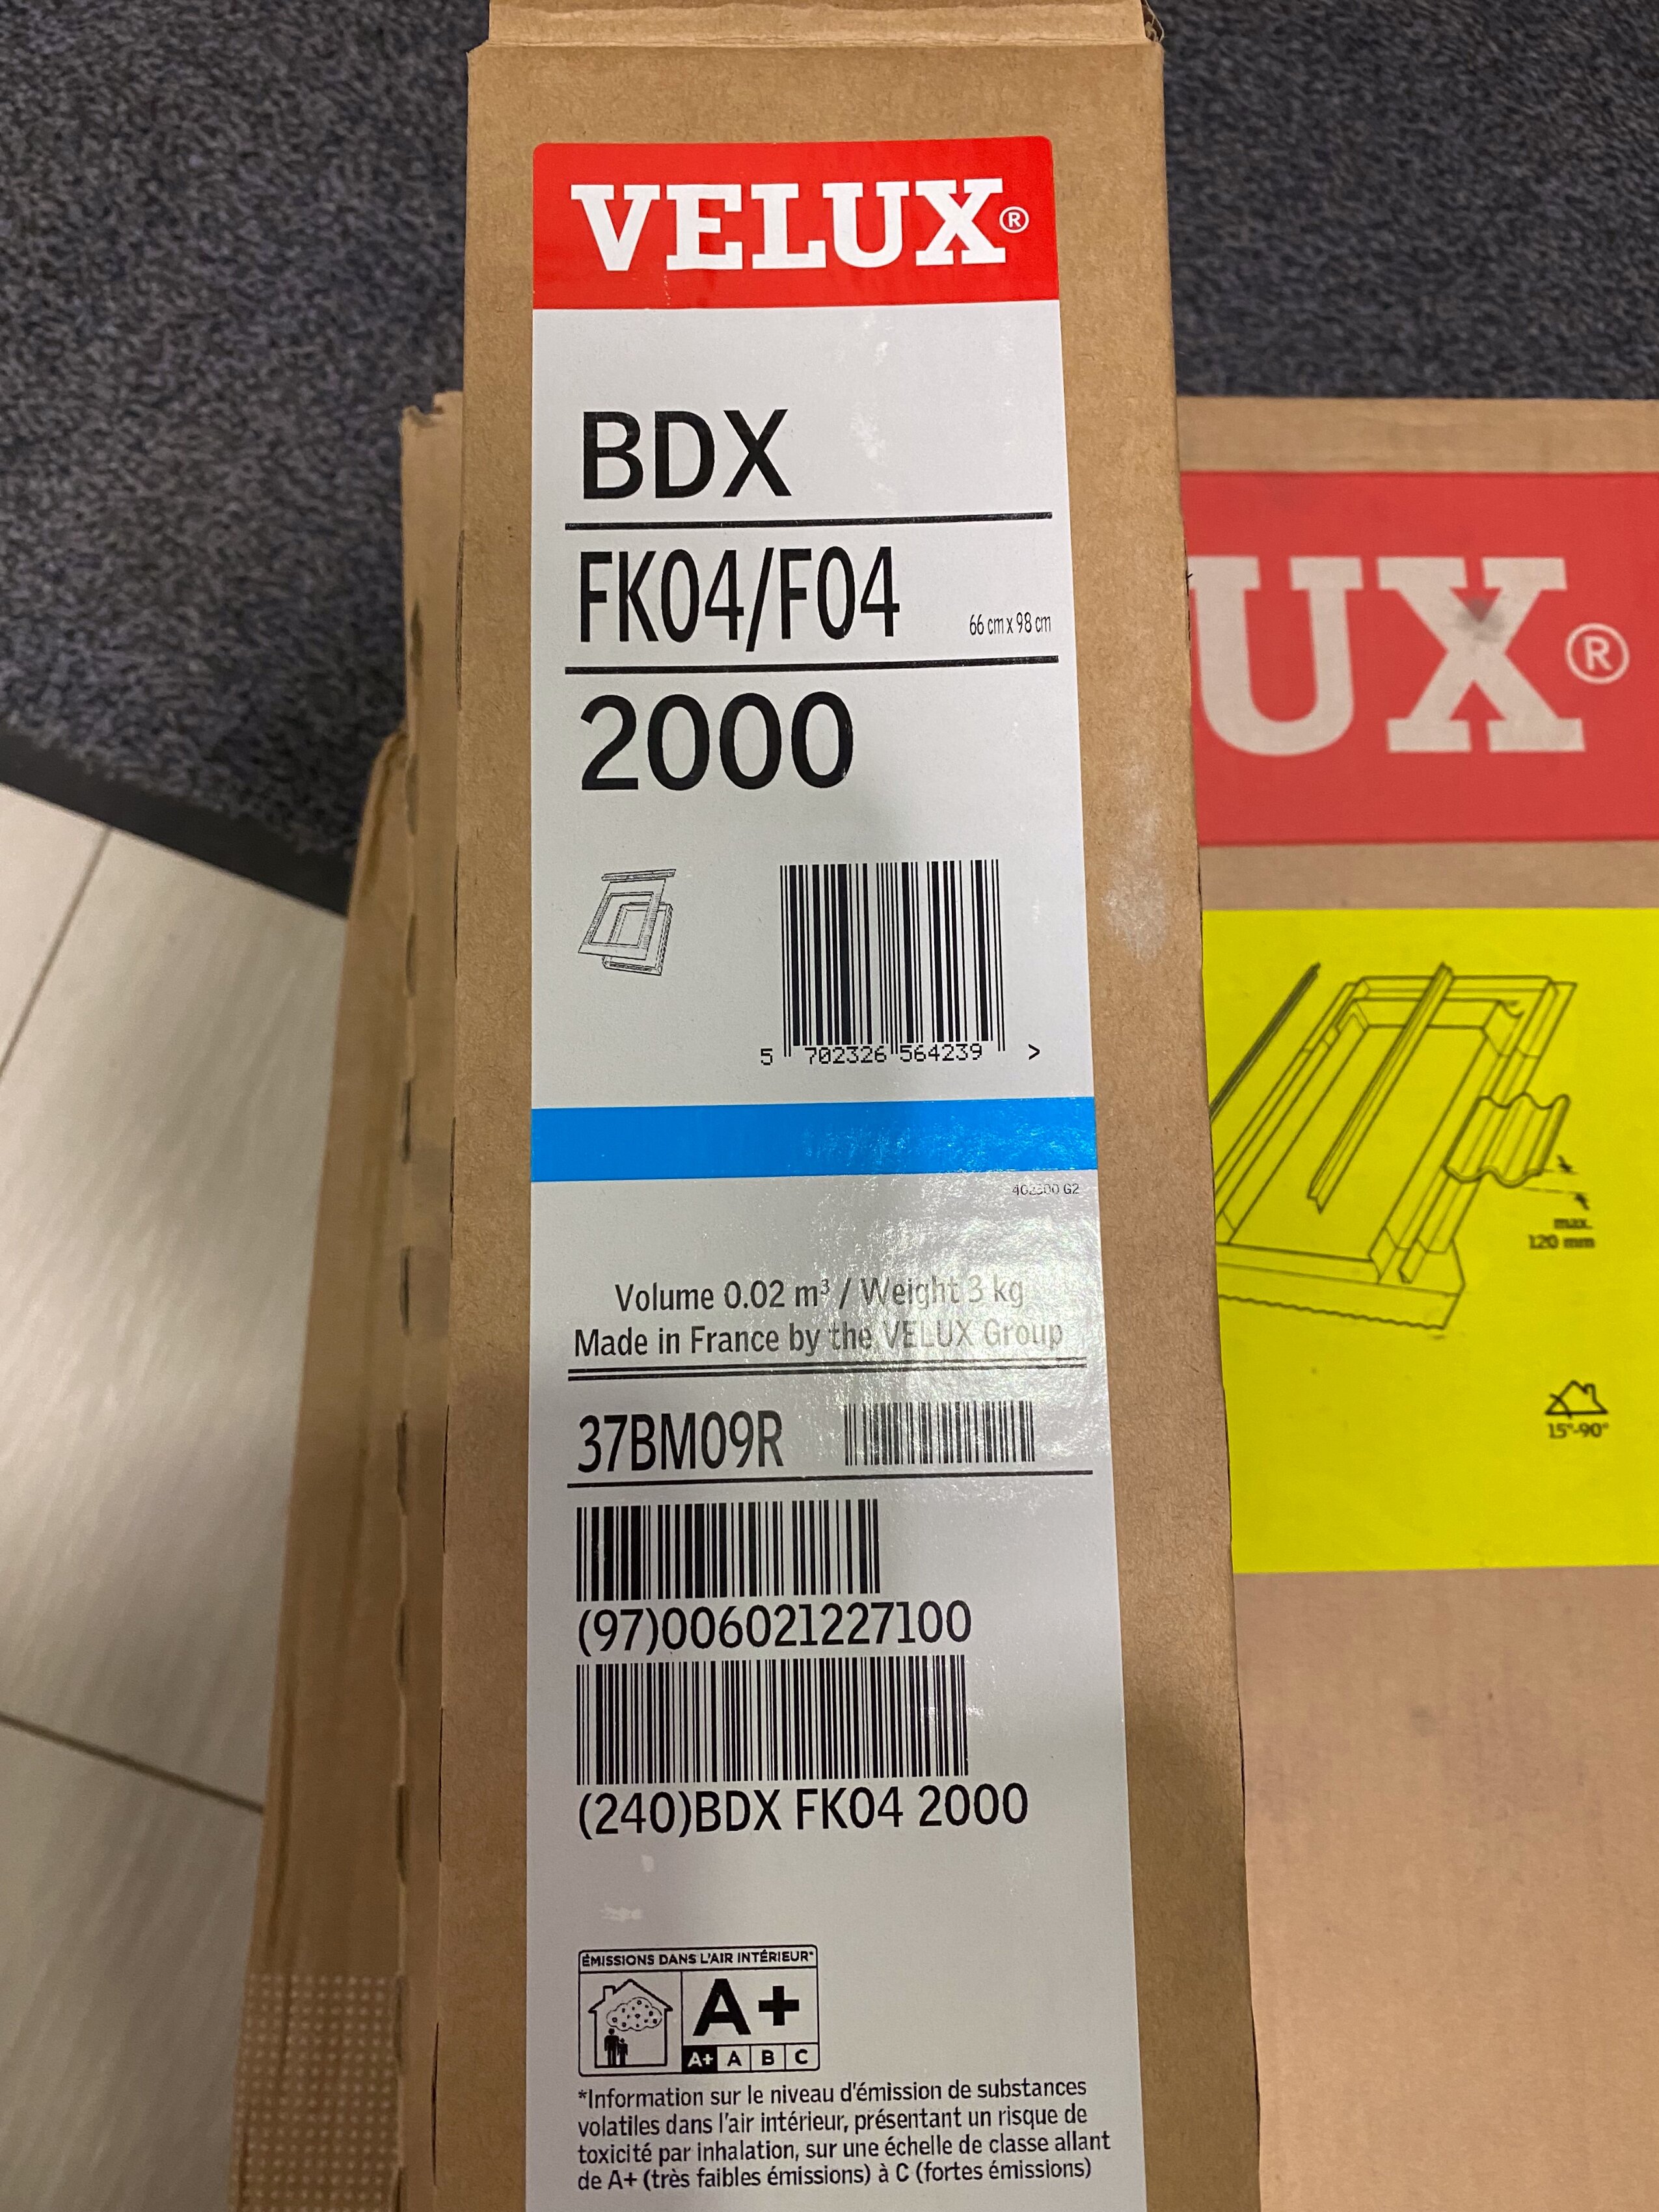 VELUX®
BDX
FK04/F04 66 cm x 98 cm
2000
5 702326 564239 >
G2
Volume 0.02 m³ / Weight 3 kg
Made in France by the VELUX Group
37BM09R
(97)006021227100
(240)BDX FK04 2000
ÉMISSIONS DANS L'AIR INTÉRIEUR*
A+
A+ A B C
*Information sur le niveau d'émission de substances
volatiles dans l'air intérieur, présentant un risque de
toxicité par inhalation, sur une échelle de classe allant
de A+ (très faibles émissions) à C (fortes émissions)
UX®
max.
120 mm
15°-90°